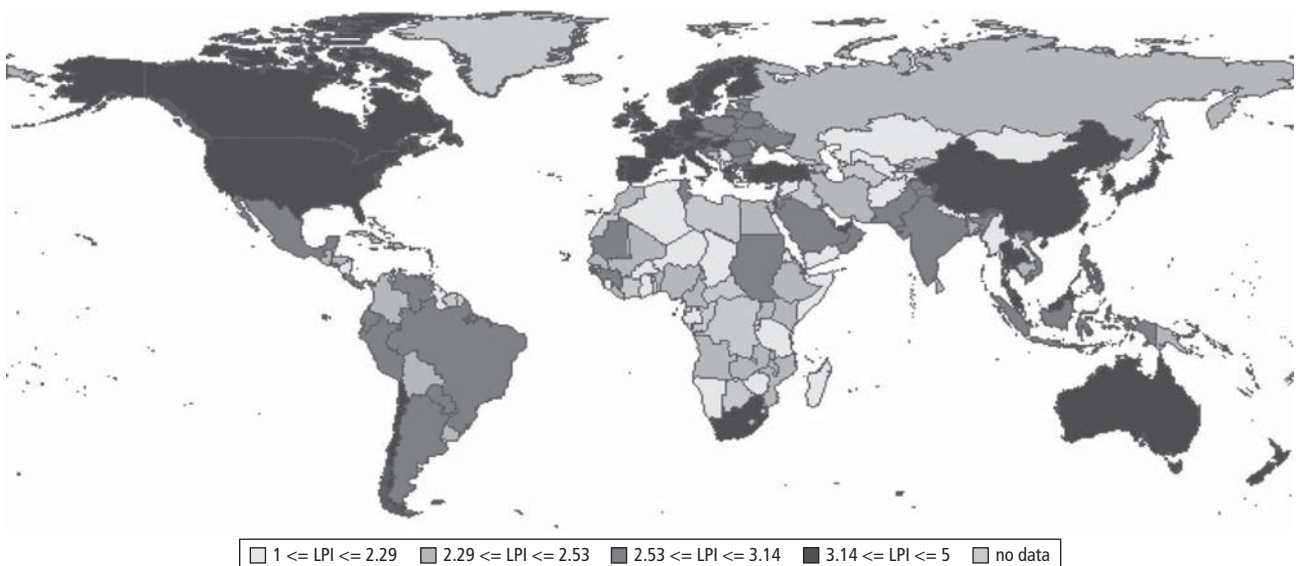 1 <= LPI <= 2.29 2.29 <= LPI <= 2.53 2.53 <= LPI <= 3.14 3.14 <= LPI <= 5 no data